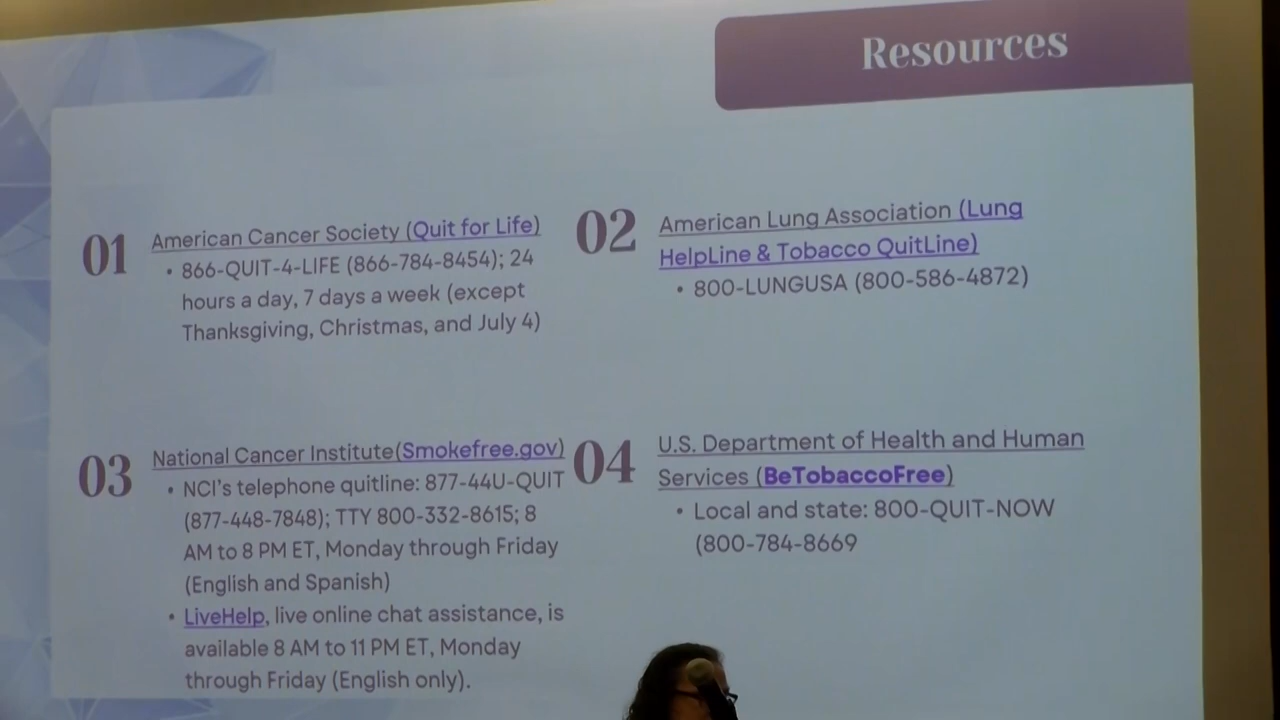 Resources
01
American Cancer Society (Quit for Life)
• 866-QUIT-4-LIFE (866-784-8454); 24
hours a day, 7 days a week (except
Thanksgiving, Christmas, and July 4)
02
American Lung Association (Lung
HelpLine & Tobacco QuitLine)
• 800-LUNGUSA (800-586-4872)
03
National Cancer Institute(Smokefree.gov)
• NCI's telephone quitline: 877-44U-QUIT
(877-448-7848); TTY 800-332-8615; 8
AM to 8 PM ET, Monday through Friday
(English and Spanish)
• LiveHelp, live online chat assistance, is
available 8 AM to 11 PM ET, Monday
through Friday (English only).
04
U.S. Department of Health and Human
Services (BeTobaccoFree)
• Local and state: 800-QUIT-NOW
(800-784-8669